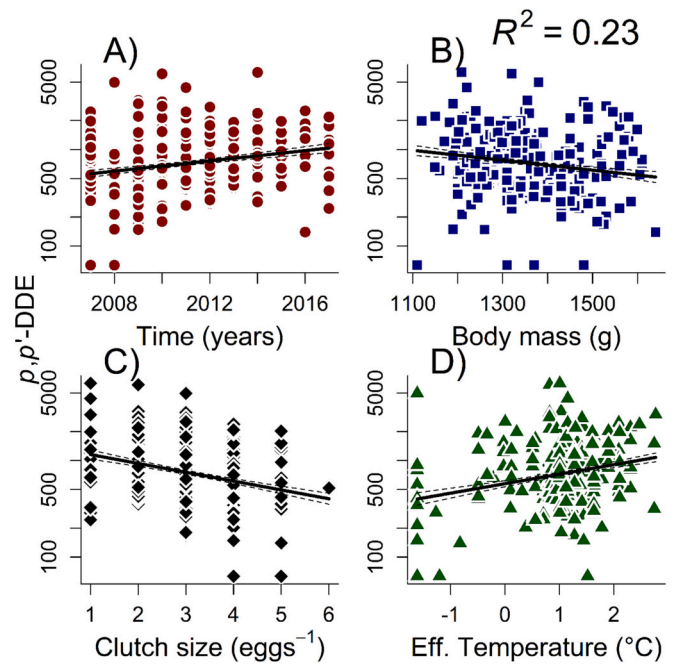 A)
B)
R² = 0.23
5000
500
100
2008
2012
2016
Time (years)
5000
500
100
1100
1300
1500
Body mass (g)
p,p'-DDE
C)
D)
5000
500
100
1
2
3
4
5
6
Clutch size (eggs⁻¹)
5000
500
100
-1
0
1
2
Eff. Temperature (°C)